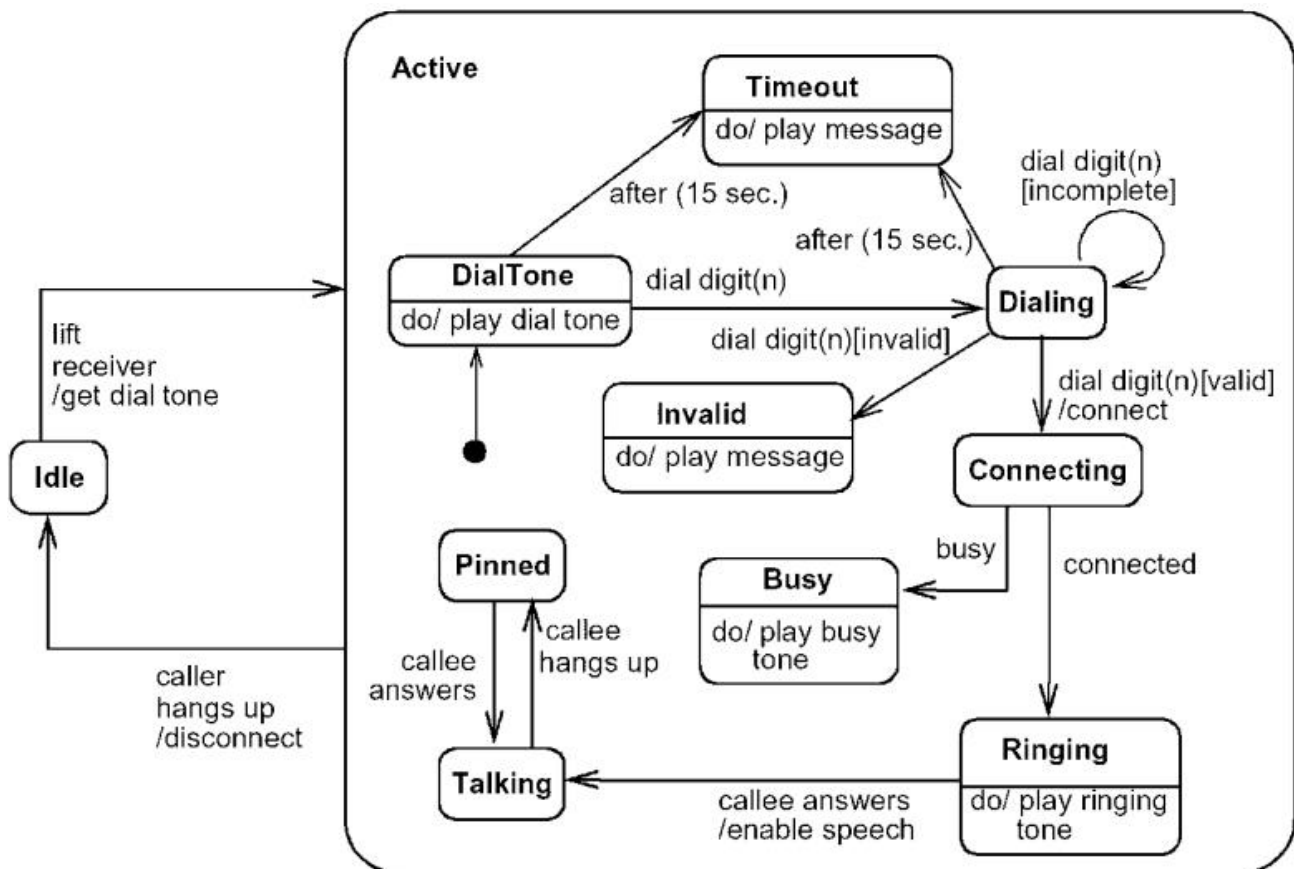 Active
Timeout
do/ play message
dial digit(n)
[incomplete]
after (15 sec.)
after (15 sec.)
DialTone
do/ play dial tone
dial digit(n)
Dialing
lift
receiver
/get dial tone
dial digit(n)[invalid]
dial digit(n)[valid]
/connect
Invalid
do/ play message
Idle
Connecting
Pinned
busy
connected
Busy
do/ play busy
tone
callee
hangs up
callee
answers
caller
hangs up
/disconnect
Talking
callee answers
/enable speech
Ringing
do/ play ringing
tone